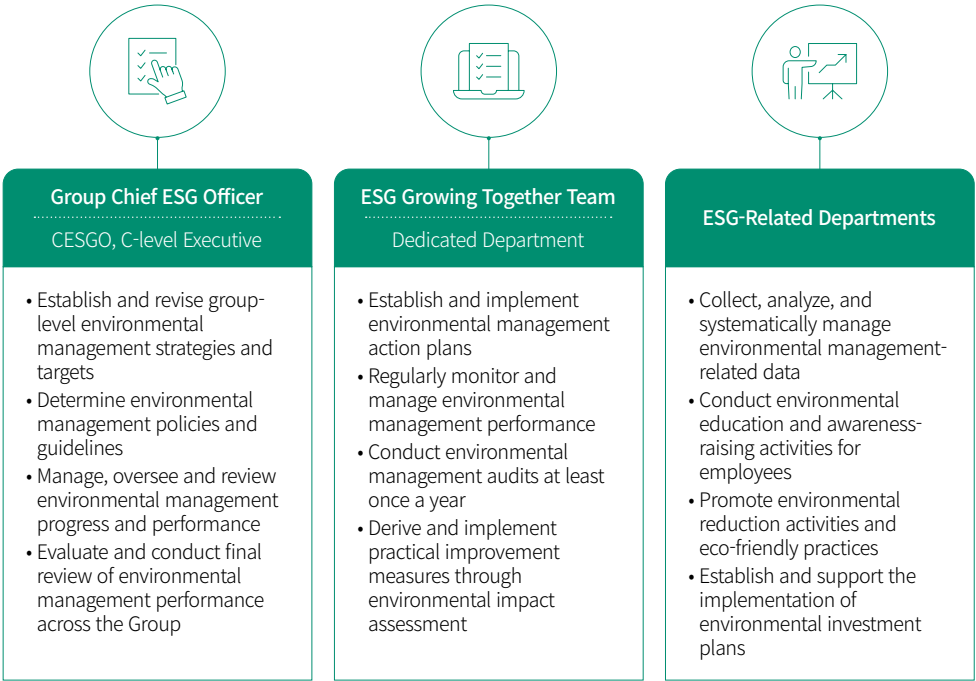 Group Chief ESG Officer
CESGO, C-level Executive
• Establish and revise group-
level environmental
management strategies and
targets
• Determine environmental
management policies and
guidelines
• Manage, oversee and review
environmental management
progress and performance
• Evaluate and conduct final
review of environmental
management performance
across the Group
ESG Growing Together Team
Dedicated Department
• Establish and implement
environmental management
action plans
• Regularly monitor and
manage environmental
management performance
• Conduct environmental
management audits at least
once a year
• Derive and implement
practical improvement
measures through
environmental impact
assessment
ESG-Related Departments
• Collect, analyze, and
systematically manage
environmental management-
related data
• Conduct environmental
education and awareness-
raising activities for
employees
• Promote environmental
reduction activities and
eco-friendly practices
• Establish and support the
implementation of
environmental investment
plans